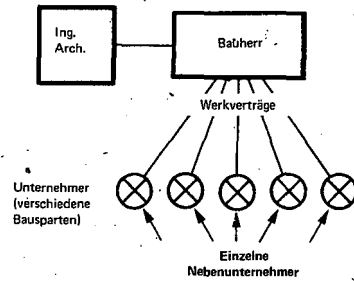 Ing.
Arch.
Bauherr
Werkverträge
Unternehmer
(verschiedene
Bausparten)
Einzelne
Nebenunternehmer